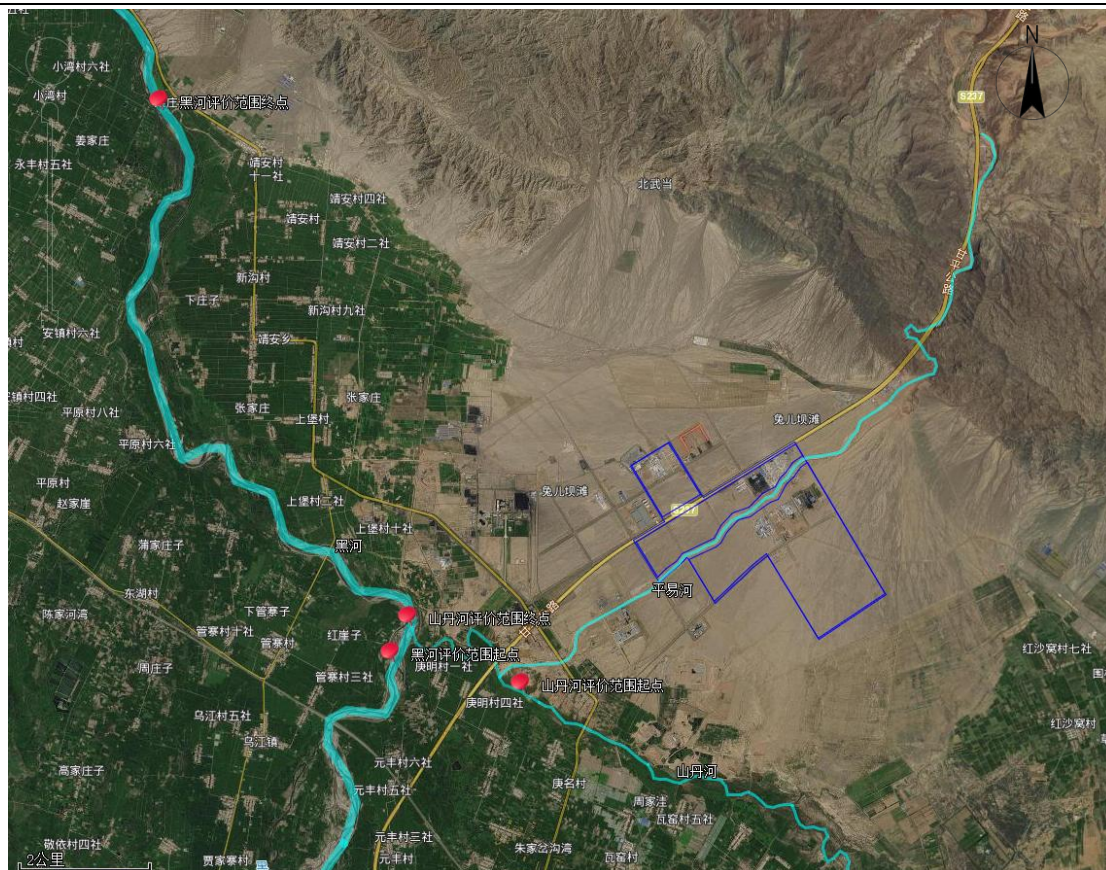 小湾村六社
S237
N
小湾村
庄黑河评价范围终点
姜家庄
永丰村五社
靖安村
十一社
北武当
靖安村四社
靖安村
靖安村二社
新沟村
下庄子
新沟村九社
安镇村六社
靖安乡
张家庄
张家庄
平原村八社
上堡村
兔儿坝滩
平原村六社
平原村
兔儿坝滩
赵家崖
上堡村二社
S237
上堡村十社
蒲家庄子
黑河
东湖村
平易河
陈家河湾
下管寨子
山丹河评价范围终点
管寨村十社
红崖子
管寨村
黑河评价范围起点
红沙窝村七社
周庄子
庚明村一社
管寨村三社
山丹河评价范围起点
庚明村四社
乌江村五社
红沙窝村
乌江镇
元丰村六社
山丹河
高家庄子
元丰村五社
庚名村
周家洼
瓦窑村五社
元丰村三社
敬依村四社
朱家岔沟湾
2公里
贾家寨村
元丰村
瓦窑村